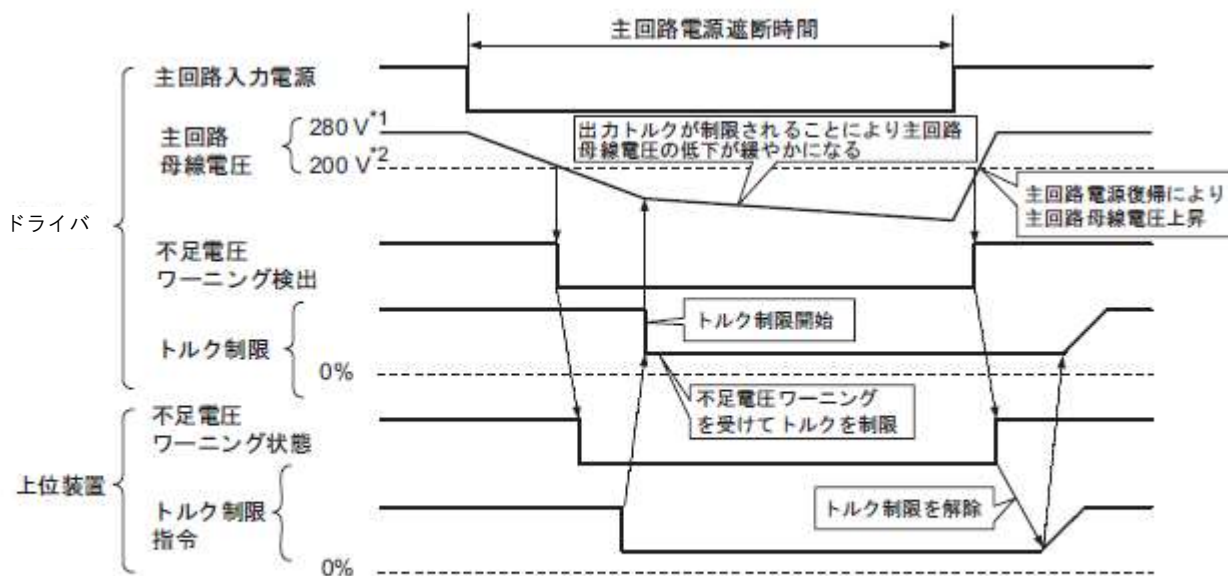 主回路電源遮断時間
主回路入力電源
主回路
母線電圧
280 V*1
200 V*2
出力トルクが制限されることにより主回路
母線電圧の低下が緩やかになる
主回路電源復帰により
主回路母線電圧上昇
ドライバ
不足電圧
ワーニング検出
トルク制限開始
トルク制限
0%
不足電圧ワーニング
を受けてトルクを制限
不足電圧
ワーニング状態
上位装置
トルク制限を解除
トルク制限
指令
0%